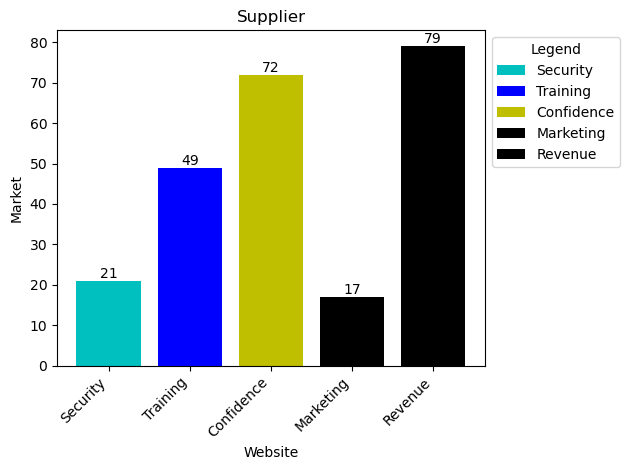 Supplier
79
80
Legend
Security
Training
Confidence
Marketing
Revenue
72
70
60
50
49
Market
40
30
21
20
17
10
0
Security
Training
Confidence
Marketing
Revenue
Website